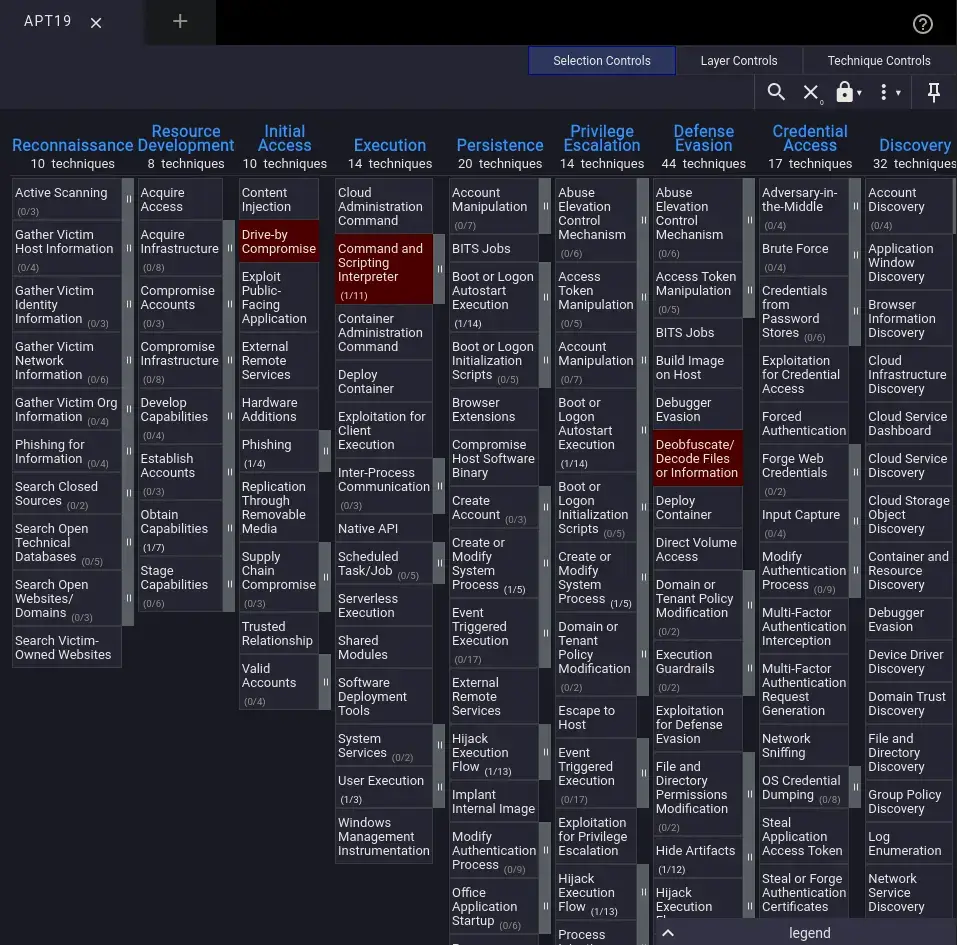 APT19
Selection Controls
Layer Controls
Technique Controls
0
Reconnaissance
10 techniques
Active Scanning
(0/3)
Gather Victim
Host Information
(0/4)
Gather Victim
Identity
Information (0/3)
Gather Victim
Network
Information (0/6)
Gather Victim Org
Information (0/4)
Phishing for
Information (0/4)
Search Closed
Sources (0/2)
Search Open
Technical
Databases (0/5)
Search Open
Websites/
Domains (0/3)
Search Victim-
Owned Websites
Resource
Development
8 techniques
Acquire
Access
Acquire
Infrastructure
(0/8)
Compromise
Accounts
(0/3)
Compromise
Infrastructure
(0/8)
Develop
Capabilities
(0/4)
Establish
Accounts
(0/3)
Obtain
Capabilities
(1/7)
Stage
Capabilities
(0/6)
Initial
Access
10 techniques
Content
Injection
Drive-by
Compromise
Exploit
Public-
Facing
Application
External
Remote
Services
Hardware
Additions
Phishing
(1/4)
Replication
Through
Removable
Media
Supply
Chain
Compromise
(0/3)
Trusted
Relationship
Valid
Accounts
(0/4)
Execution
14 techniques
Cloud
Administration
Command
Command and
Scripting
Interpreter
(1/11)
Container
Administration
Command
Deploy
Container
Exploitation for
Client
Execution
Inter-Process
Communication
(0/3)
Native API
Scheduled
Task/Job (0/5)
Serverless
Execution
Shared
Modules
Software
Deployment
Tools
System
Services (0/2)
User Execution
(1/3)
Windows
Management
Instrumentation
Persistence
20 techniques
Account
Manipulation
(0/7)
BITS Jobs
Boot or Logon
Autostart
Execution
(1/14)
Boot or Logon
Initialization
Scripts (0/5)
Browser
Extensions
Compromise
Host Software
Binary
Create
Account (0/3)
Create or
Modify
System
Process (1/5)
Event
Triggered
Execution
(0/17)
External
Remote
Services
Hijack
Execution
Flow (1/13)
Implant
Internal Image
Modify
Authentication
Process (0/9)
Office
Application
Startup (0/6)
Privilege
Escalation
14 techniques
Abuse
Elevation
Control
Mechanism
(0/6)
Access
Token
Manipulation
(0/5)
Account
Manipulation
(0/7)
Boot or
Logon
Autostart
Execution
(1/14)
Boot or
Logon
Initialization
Scripts (0/5)
Create or
Modify
System
Process (1/5)
Domain or
Tenant
Policy
Modification
(0/2)
Escape to
Host
Event
Triggered
Execution
(0/17)
Exploitation
for Privilege
Escalation
Hijack
Execution
Flow (1/13)
Process
Defense
Evasion
44 techniques
Abuse
Elevation
Control
Mechanism
(0/6)
Access Token
Manipulation
(0/5)
BITS Jobs
Build Image
on Host
Debugger
Evasion
Deobfuscate/
Decode Files
or Information
Deploy
Container
Direct Volume
Access
Domain or
Tenant Policy
Modification
(0/2)
Execution
Guardrails
(0/2)
Exploitation
for Defense
Evasion
File and
Directory
Permissions
Modification
(0/2)
Hide Artifacts
(1/12)
Hijack
Execution
Credential
Access
17 techniques
Adversary-in-
the-Middle
(0/4)
Brute Force
(0/4)
Credentials
from
Password
Stores (0/6)
Exploitation
for Credential
Access
Forced
Authentication
Forge Web
Credentials
(0/2)
Input Capture
(0/4)
Modify
Authentication
Process (0/9)
Multi-Factor
Authentication
Interception
Multi-Factor
Authentication
Request
Generation
Network
Sniffing
OS Credential
Dumping (0/8)
Steal
Application
Access Token
Steal or Forge
Authentication
Certificates
Discovery
32 techniques
Account
Discovery
(0/4)
Application
Window
Discovery
Browser
Information
Discovery
Cloud
Infrastructure
Discovery
Cloud Service
Dashboard
Cloud Service
Discovery
Cloud Storage
Object
Discovery
Container and
Resource
Discovery
Debugger
Evasion
Device Driver
Discovery
Domain Trust
Discovery
File and
Directory
Discovery
Group Policy
Discovery
Log
Enumeration
Network
Service
Discovery
legend